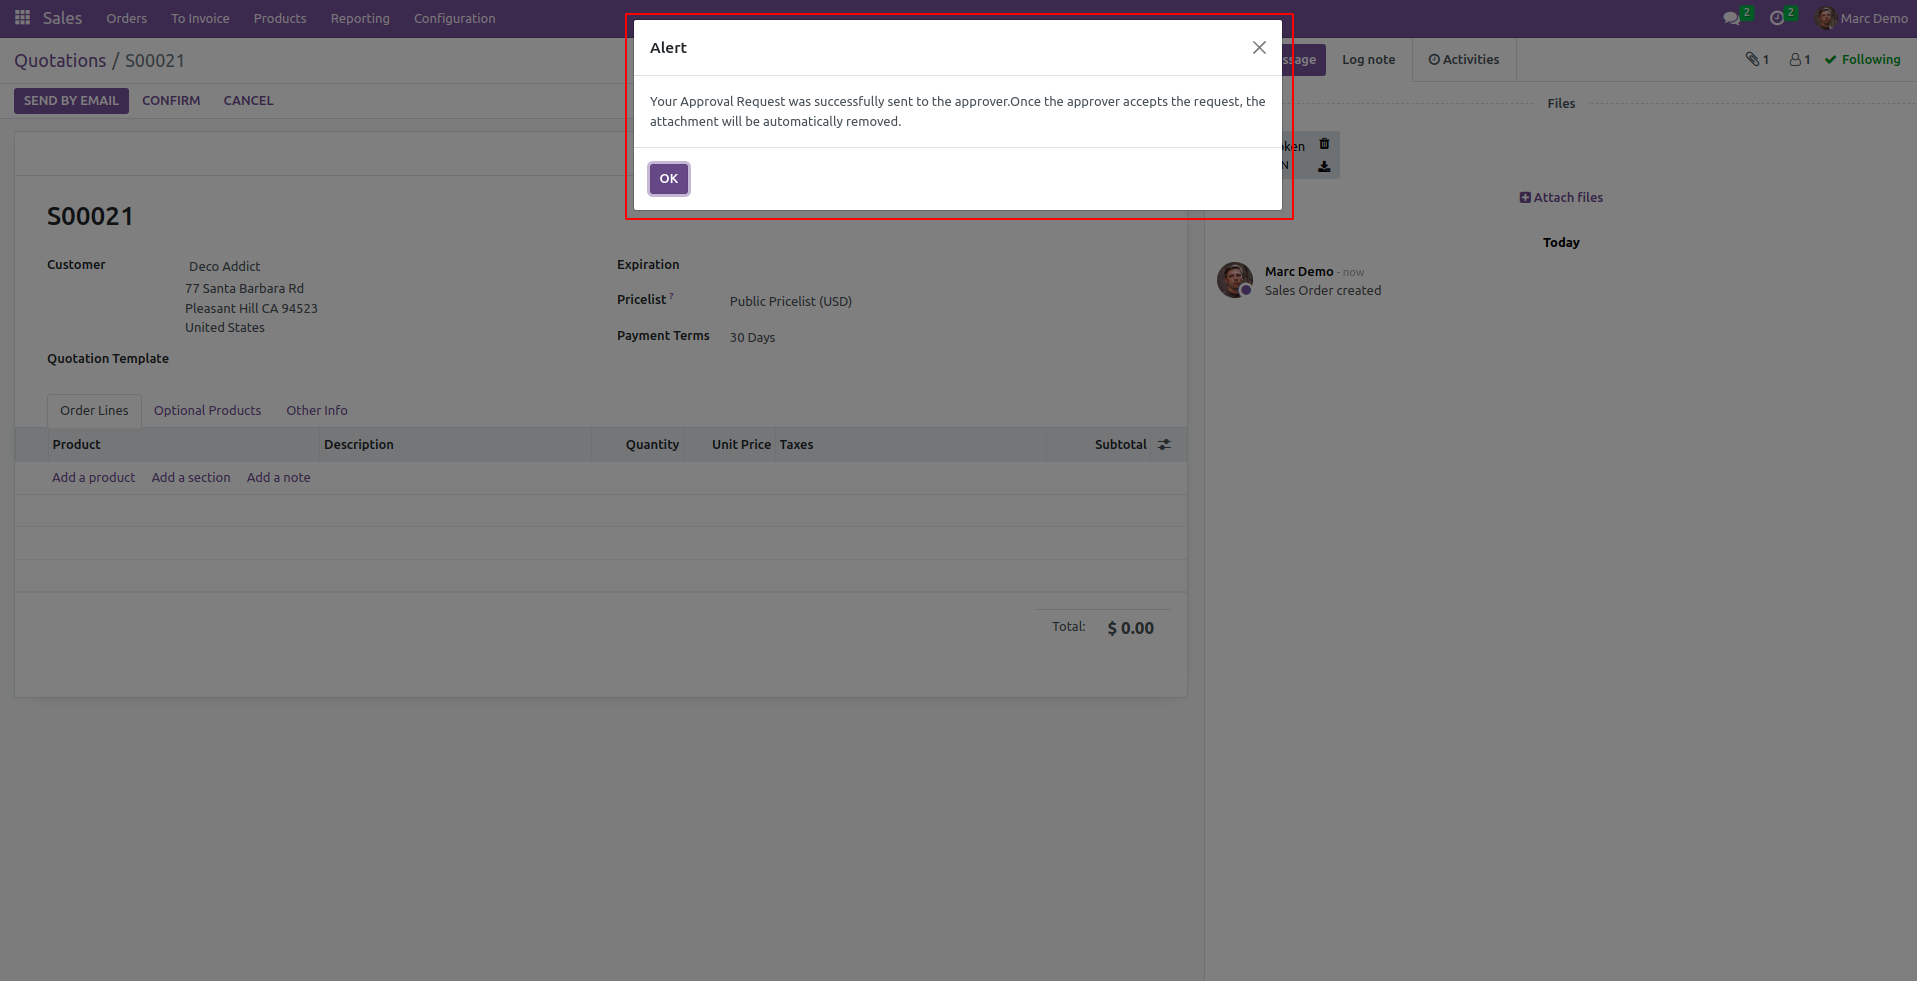 Sales Orders To Invoice Products Reporting Configuration 2 2 Marc Demo
Alert
Quotations / S00021
Log note Activities 1 1 Following
SEND BY EMAIL CONFIRM CANCEL
Your Approval Request was successfully sent to the approver.Once the approver accepts the request, the
attachment will be automatically removed.
Files
OK
Attach files
S00021
Today
Customer Deco Addict
77 Santa Barbara Rd
Pleasant Hill CA 94523
United States
Expiration
Pricelist ? Public Pricelist (USD)
Payment Terms 30 Days
Marc Demo - now
Sales Order created
Quotation Template
Order Lines Optional Products Other Info
Product Description Quantity Unit Price Taxes Subtotal
Add a product Add a section Add a note
Total: $ 0.00